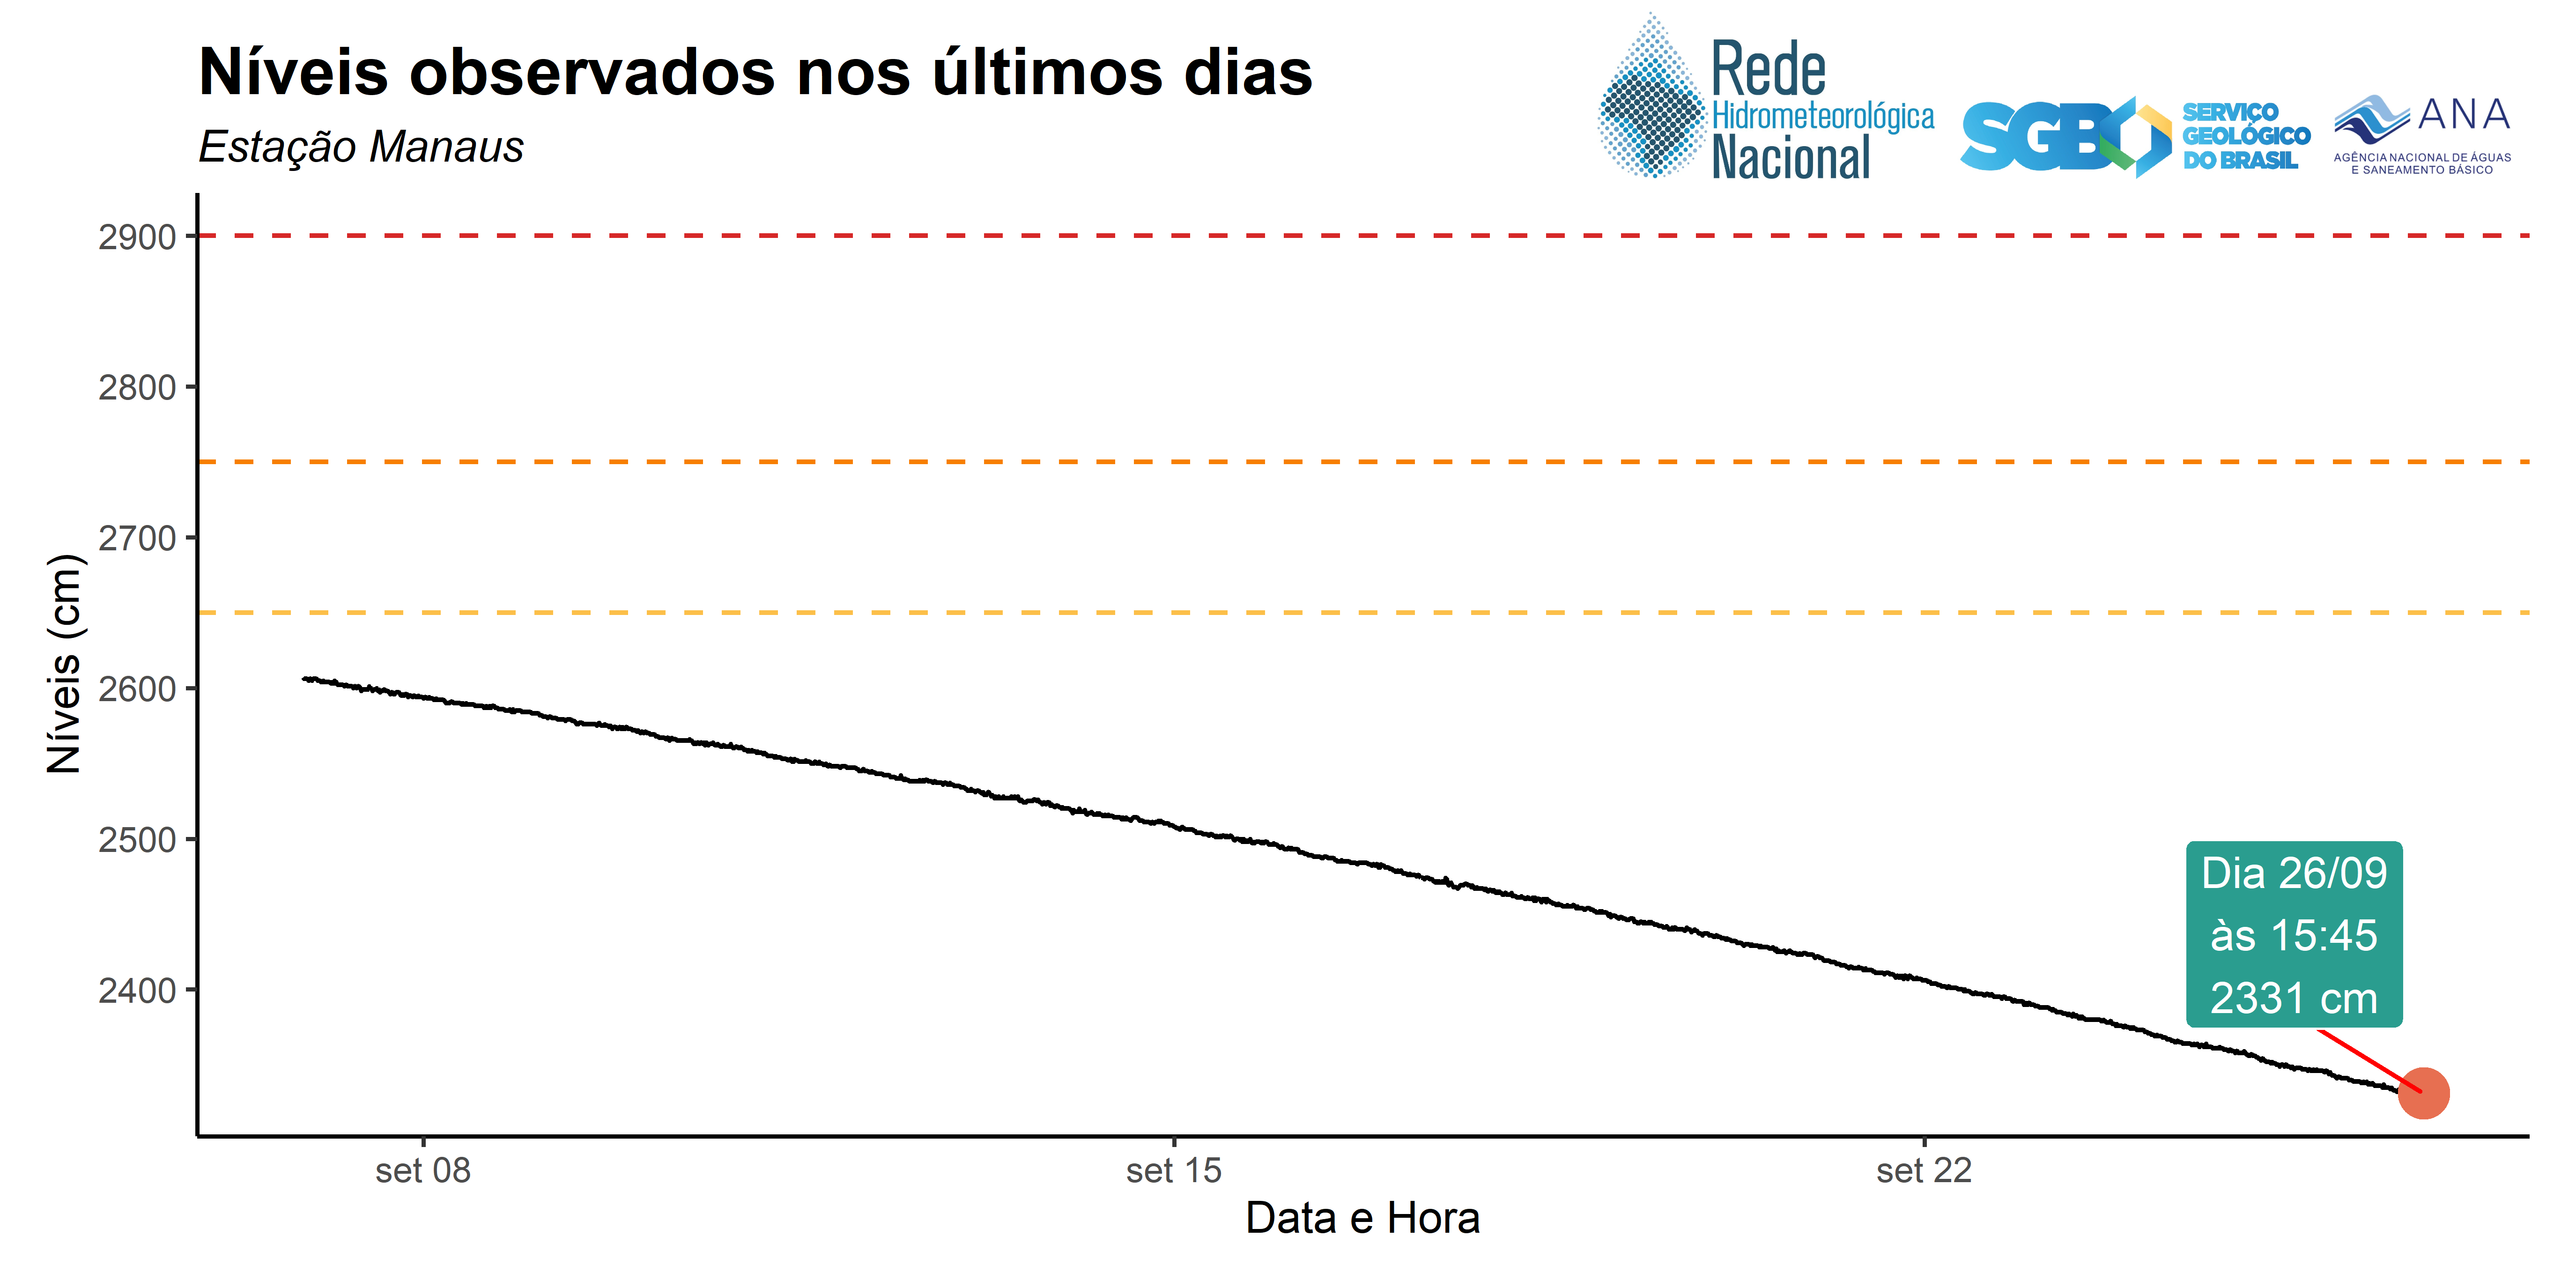 Níveis observados nos últimos dias
Estação Manaus
Rede
Hidrometeorológica
Nacional
SGB
SERVIÇO
GEOLÓGICO
DO BRASIL
ANA
AGÊNCIA NACIONAL DE ÁGUAS
E SANEAMENTO BÁSICO
2900
2800
2700
2600
2500
2400
Níveis (cm)
Dia 26/09
às 15:45
2331 cm
set 08
set 15
set 22
Data e Hora